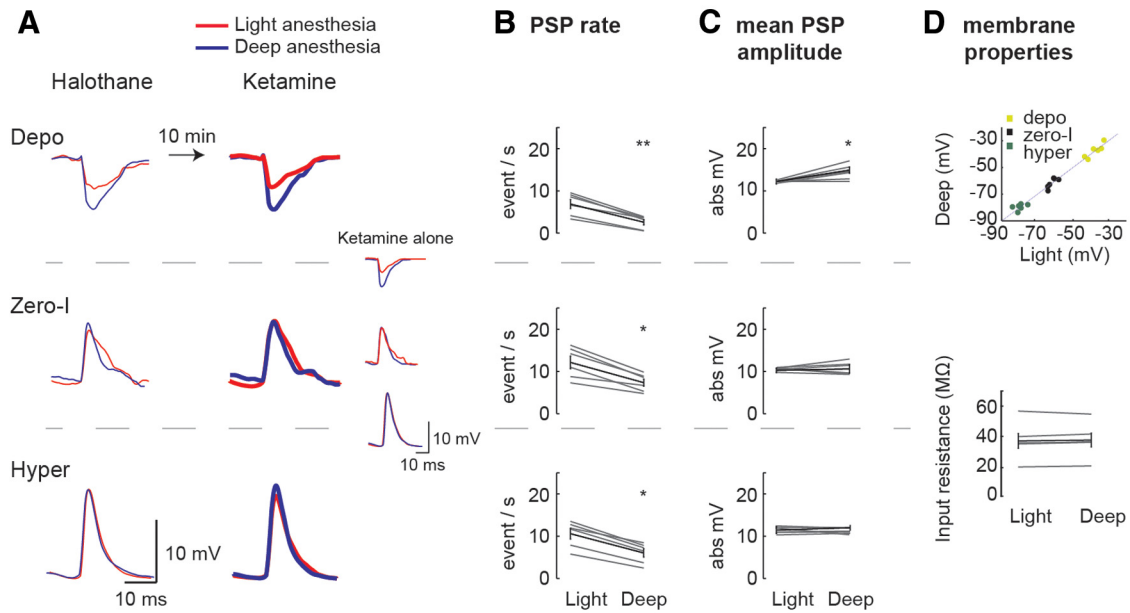 A
Light anesthesia
Deep anesthesia
Halothane
Ketamine
Depo
10 min
Ketamine alone
Zero-I
10 mV
10 ms
Hyper
10 mV
10 ms
B PSP rate
**
event / s
20
10
0
*
event / s
20
10
0
*
event / s
20
10
0
Light Deep
C mean PSP
amplitude
*
abs mV
20
10
0
abs mV
20
10
0
abs mV
20
10
0
Light Deep
D membrane
properties
depo
zero-I
hyper
Deep (mV)
-30
-50
-70
-90
-90 -70 -50 -30
Light (mV)
Input resistance (MΩ)
60
40
20
0
Light Deep